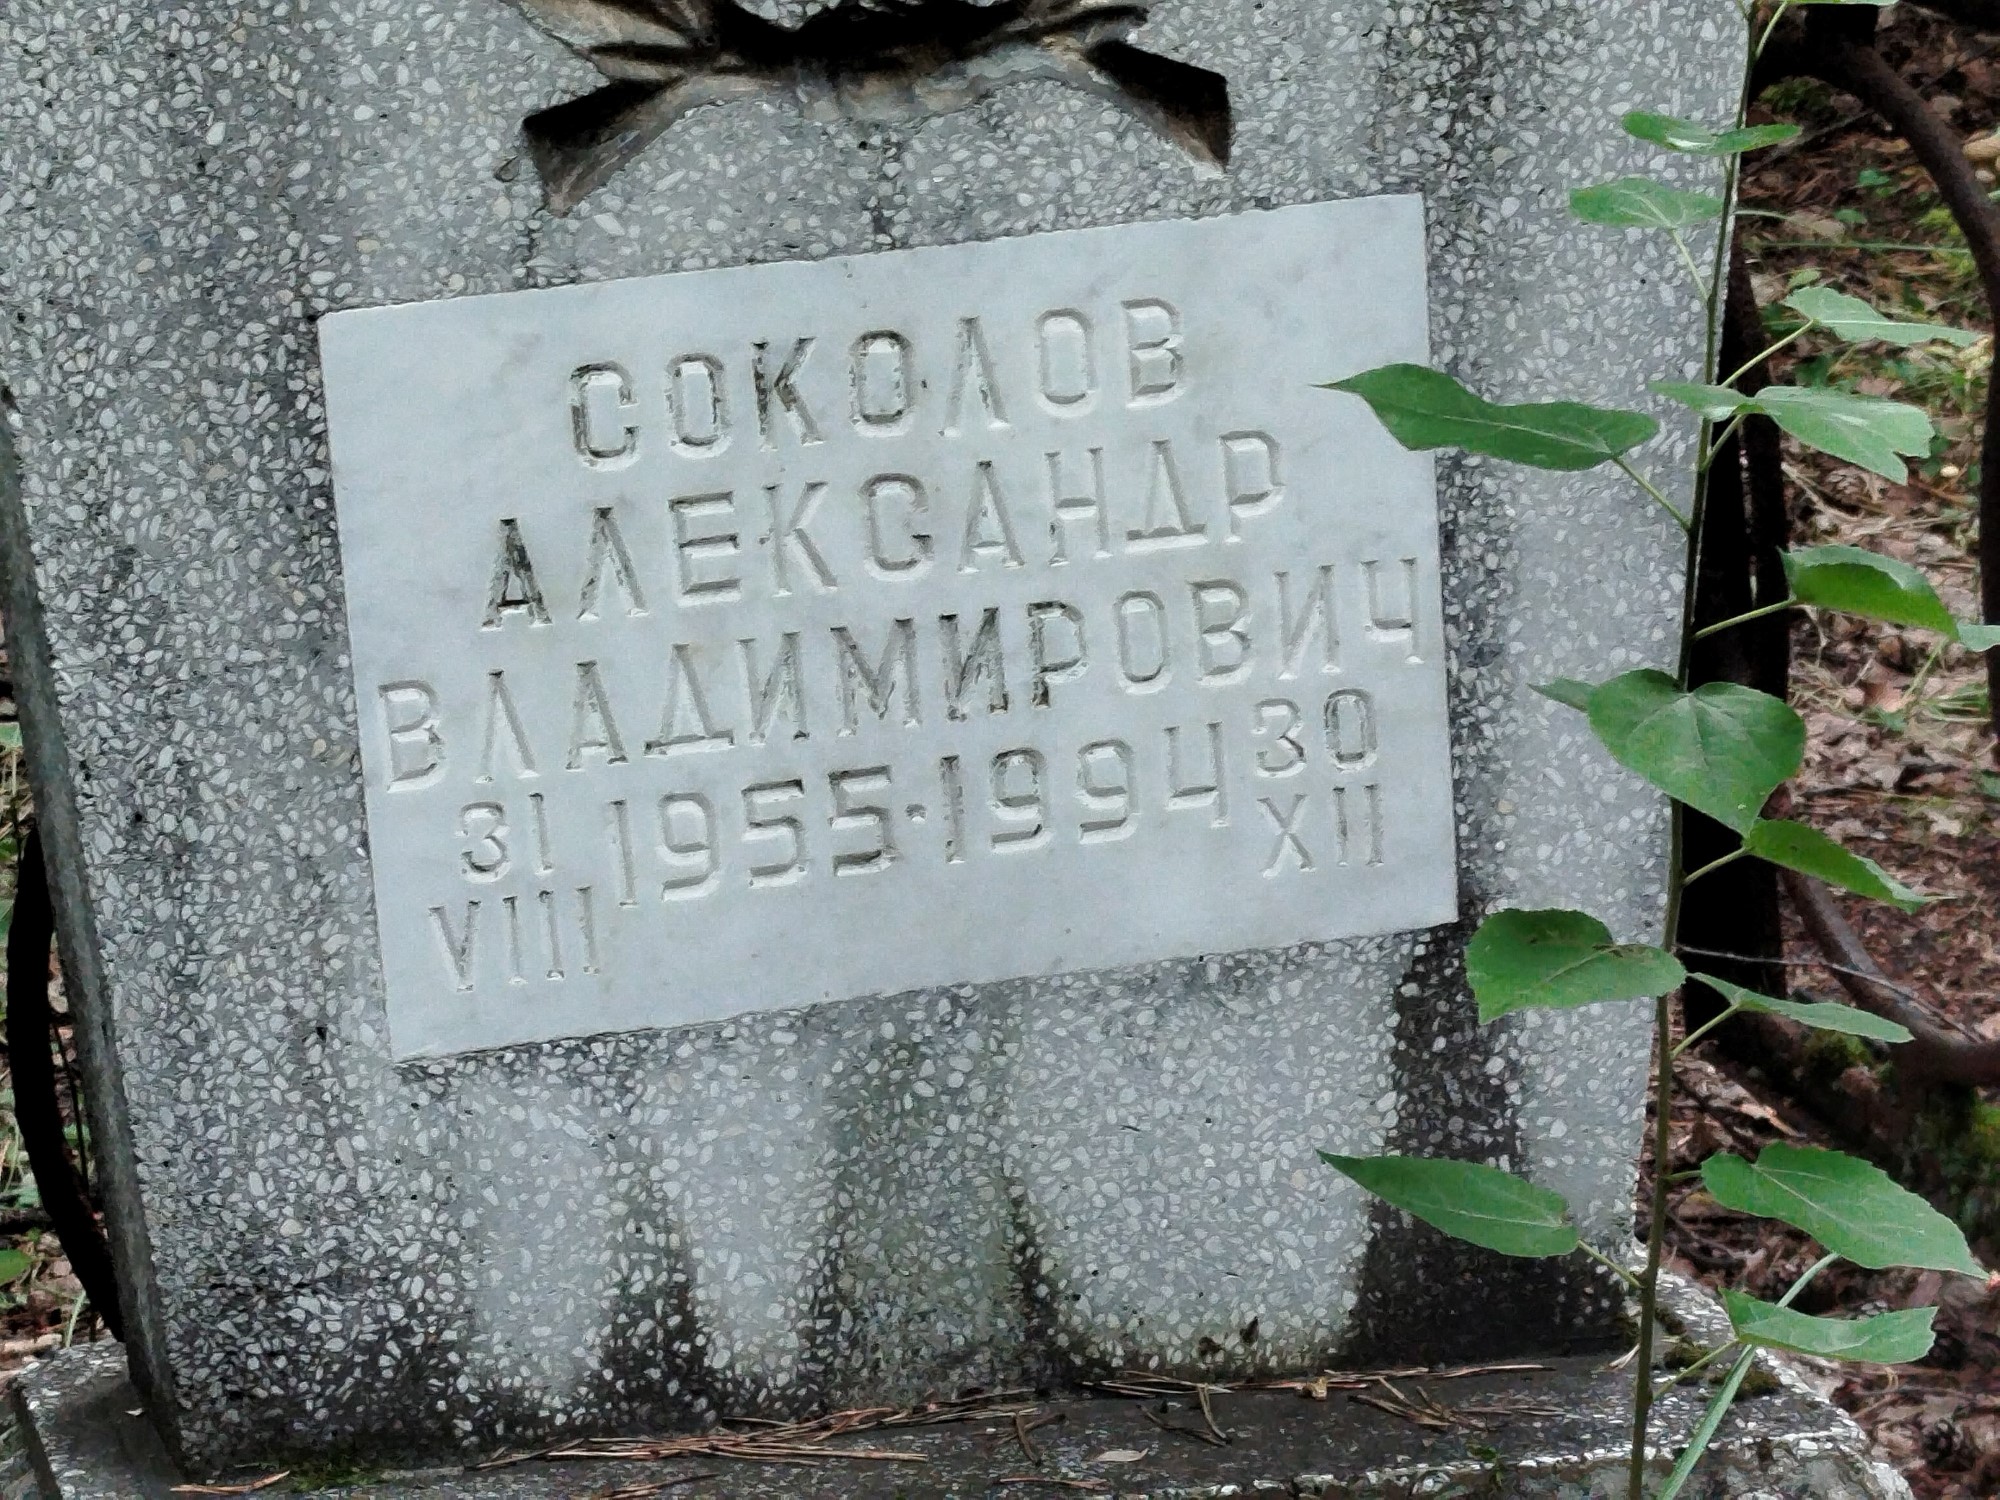 СОКОЛОВ
АЛЕКСАНДР
ВЛАДИМИРОВИЧ
31 1955·1994 30
VIII XII